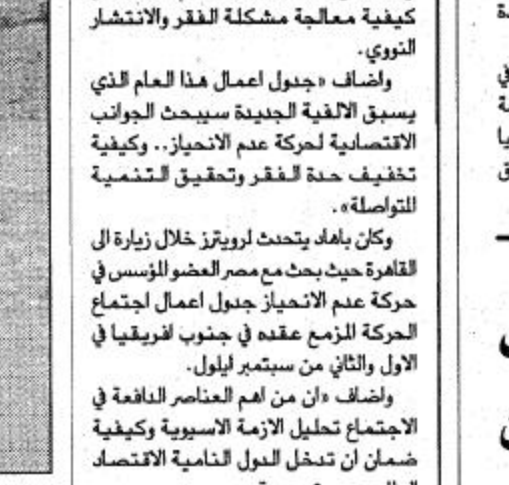 كيفية معالجة مشكلة الفقر والانتشار
النووي.
واضاف «جدول اعمال هذا العام الذي
يسبق الالفية الجديدة سيبحث الجوانب
الاقتصادية لحركة عدم الانحياز.. وكيفية
تخفيف حدة الفقر وتحقيق التنمية
المتواصلة».
وكان باهاد يتحدث لرويترز خلال زيارة الى
القاهرة حيث بحث مع مصر العضو المؤسس في
حركة عدم الانحياز جدول اعمال اجتماع
الحركة المزمع عقده في جنوب افريقيا في
الاول والثاني من سبتمبر ايلول.
واضاف «ان من اهم العناصر الدافعة في
الاجتماع تحليل الازمة الاسيوية وكيفية
ضمان ان تدخل الدول النامية الاقتصاد